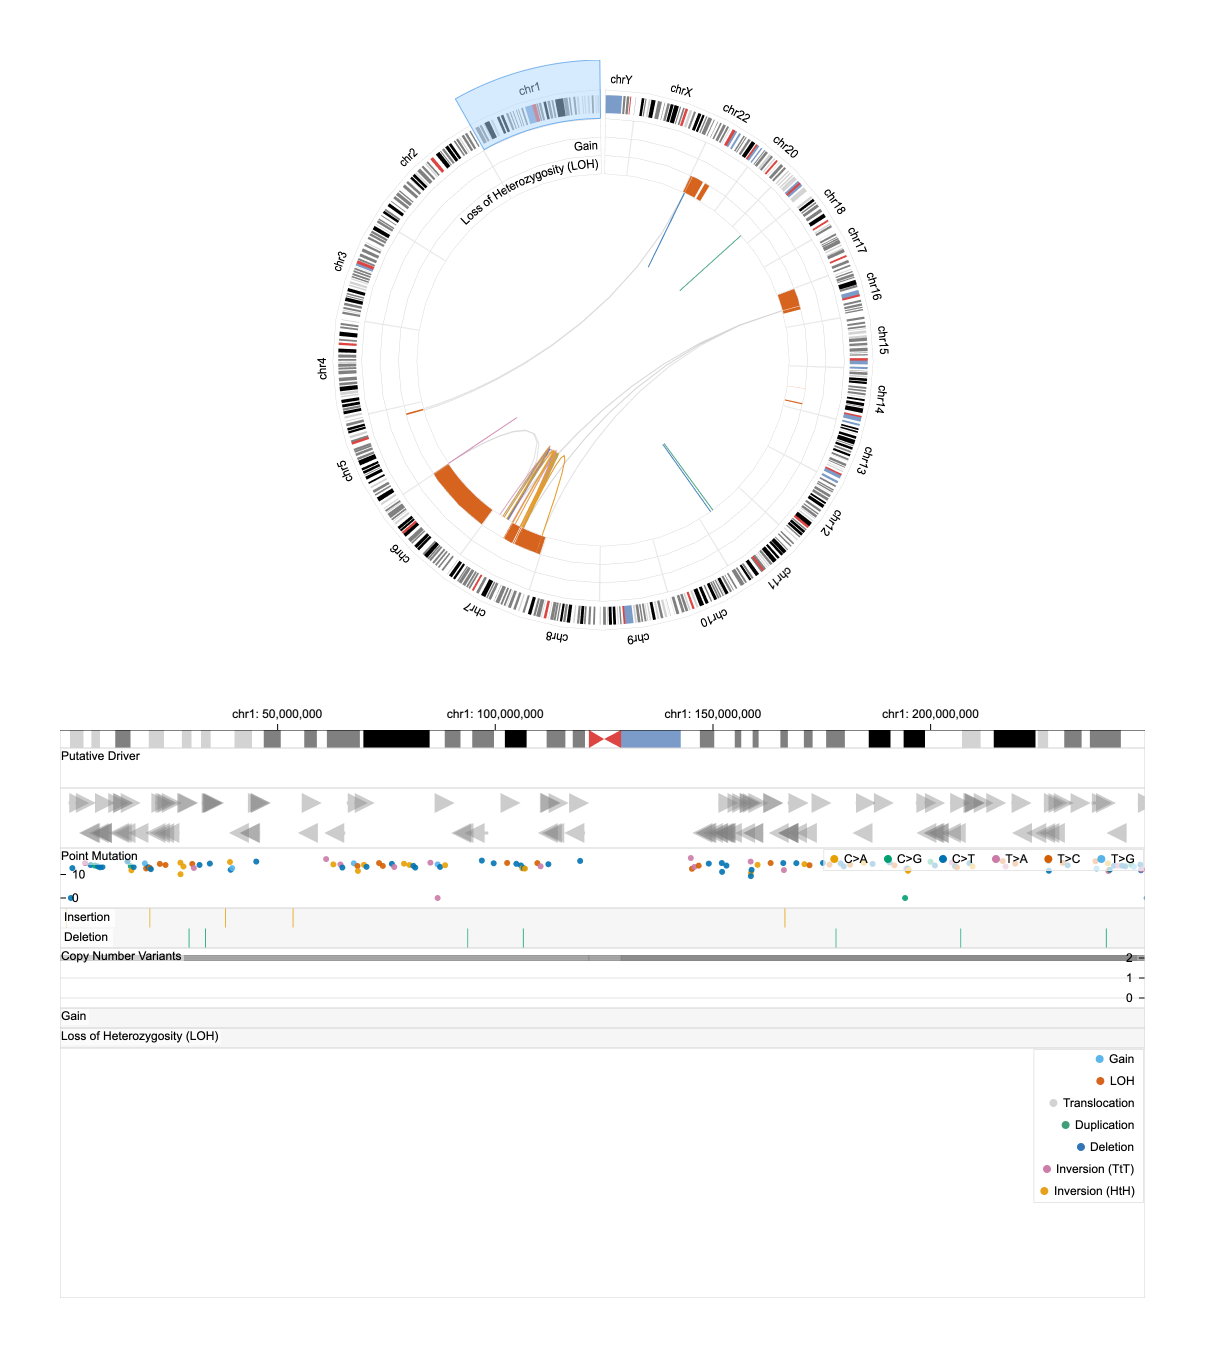 chr1
chrY
chrX
chr22
chr20
chr18
chr17
chr16
chr15
chr14
chr13
chr12
chr11
chr10
chr9
chr8
chr7
chr6
chr5
chr4
chr3
chr2
Gain
Loss of Heterozygosity (LOH)
chr1: 50,000,000 chr1: 100,000,000 chr1: 150,000,000 chr1: 200,000,000
Putative Driver
Point Mutation
C>A C>G C>T T>A T>C T>G
10
0
Insertion
Deletion
Copy Number Variants
2
1
0
Gain
Loss of Heterozygosity (LOH)
Gain
LOH
Translocation
Duplication
Deletion
Inversion (TtT)
Inversion (HtH)